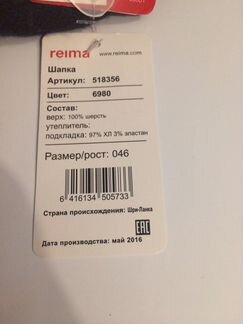 reima www.reima.com
Шапка
Артикул: 518356
Цвет: 6980
Состав:
верх: 100% шерсть
утеплитель:
подкладка: 97% ХЛ 3% эластан
Размер/рост: 046
6 416134 505733
Страна происхождения: Шри-Ланка
EAC
Дата производства: май 2016